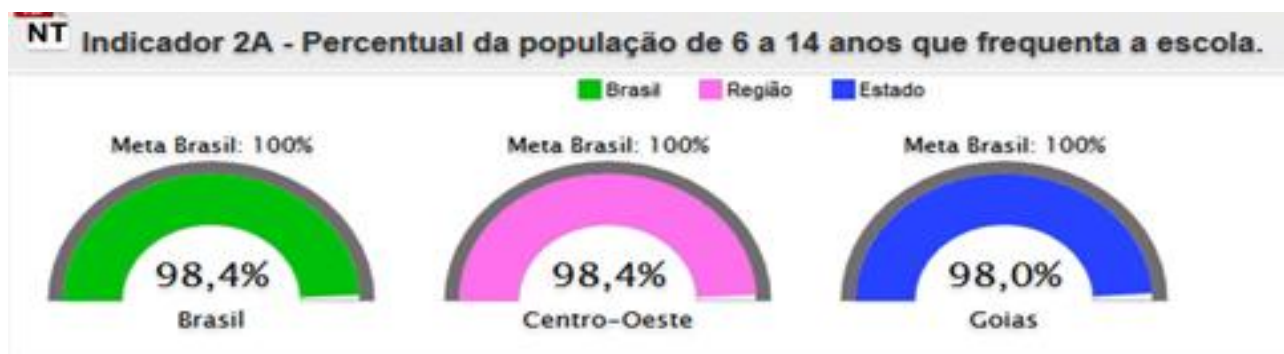 NT Indicador 2A - Percentual da população de 6 a 14 anos que frequenta a escola.
Brasil Região Estado
Meta Brasil: 100% Meta Brasil: 100% Meta Brasil: 100%
98,4% 98,4% 98,0%
Brasil Centro-Oeste Goias